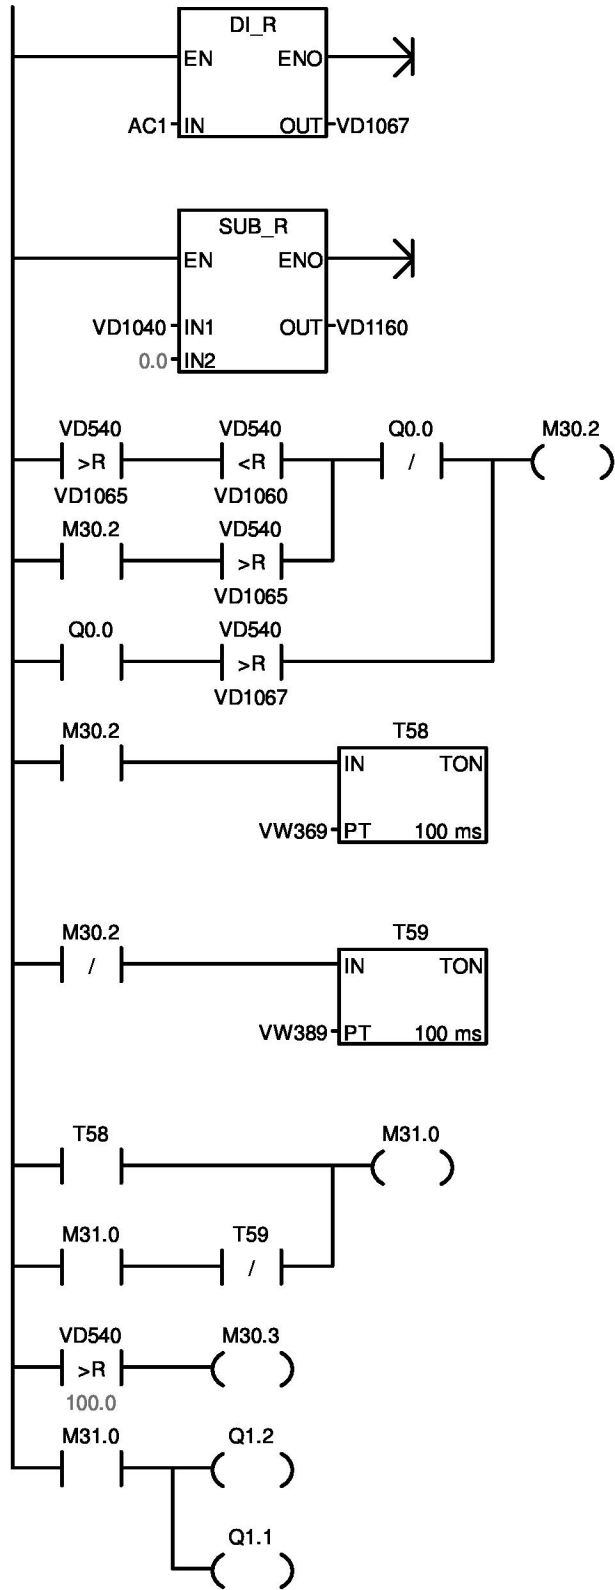 DI_R
EN ENO
AC1 IN OUT VD1067
SUB_R
EN ENO
VD1040 IN1 OUT VD1160
0.0 IN2
VD540 VD540 Q0.0 M30.2
>R <R /
VD1065 VD1060
M30.2 VD540
>R
VD1065
Q0.0 VD540
>R
VD1067
M30.2 T58
IN TON
VW369 PT 100 ms
M30.2 T59
/ IN TON
VW389 PT 100 ms
T58 M31.0
M31.0 T59
/
VD540 M30.3
>R
100.0
M31.0 Q1.2
Q1.1